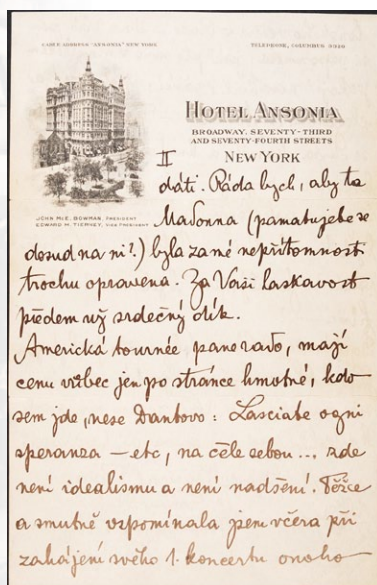 CABLE ADDRESS "ANSONIA" NEW YORK
TELEPHONE, COLUMBUS 3320
HOTEL ANSONIA
BROADWAY, SEVENTY-THIRD
AND SEVENTY-FOURTH STREETS
NEW YORK
JOHN McE. BOWMAN, PRESIDENT
EDWARD M. TIERNEY, VICE PRESIDENT
II
dáti. Ráda bych, aby ta
Madonna (pamatujete se
dosud na ni?) byla za mé nepřítomnosti
trochu opravena. Za Vaši laskavost
předem už srdečný dík.
Americká tournée pane rado, mají
cenu vůbec jen po stránce hmotné, kdo
sem jde, nese Dantovo: Lasciate ogni
speranza — etc, na čele sebou... zde
není idealismu a není nadšení. Těžce
a smutně vzpomínala jsem včera při
zahájení svého 1. koncertu onoho